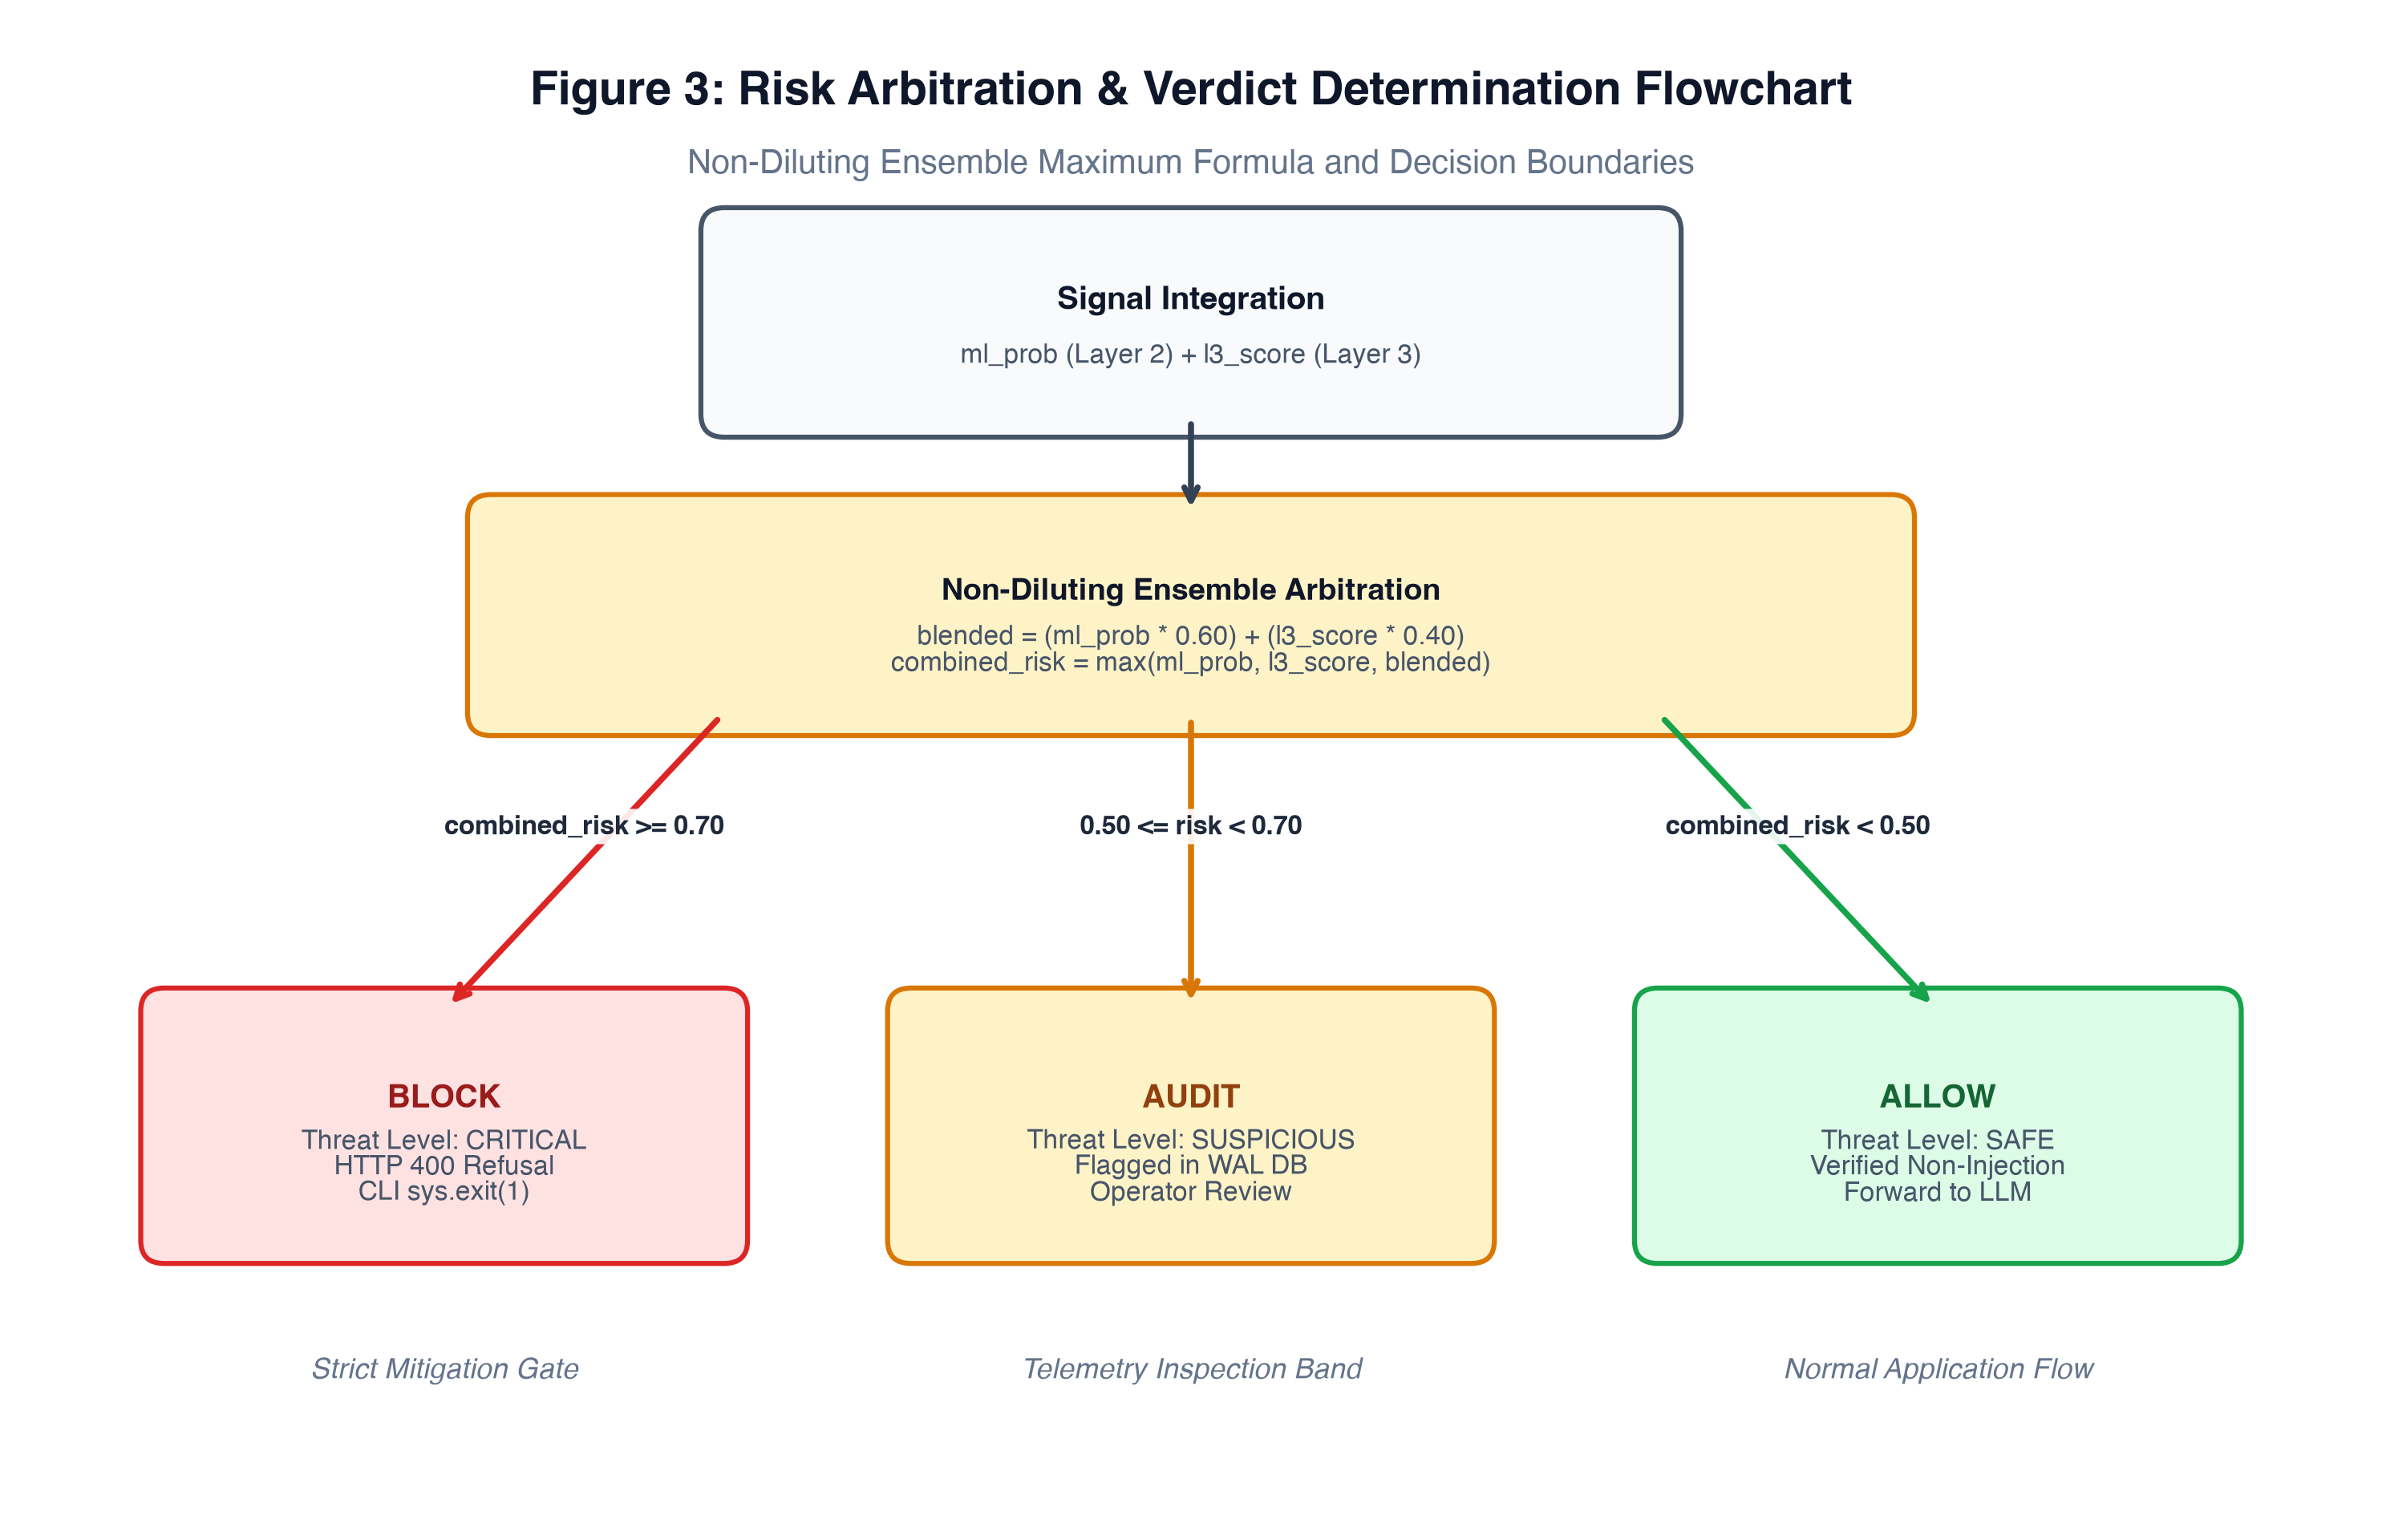 Figure 3: Risk Arbitration & Verdict Determination Flowchart
Non-Diluting Ensemble Maximum Formula and Decision Boundaries
Signal Integration
ml_prob (Layer 2) + l3_score (Layer 3)
Non-Diluting Ensemble Arbitration
blended = (ml_prob * 0.60) + (l3_score * 0.40)
combined_risk = max(ml_prob, l3_score, blended)
combined_risk >= 0.70
0.50 <= risk < 0.70
combined_risk < 0.50
BLOCK
Threat Level: CRITICAL
HTTP 400 Refusal
CLI sys.exit(1)
AUDIT
Threat Level: SUSPICIOUS
Flagged in WAL DB
Operator Review
ALLOW
Threat Level: SAFE
Verified Non-Injection
Forward to LLM
Strict Mitigation Gate
Telemetry Inspection Band
Normal Application Flow